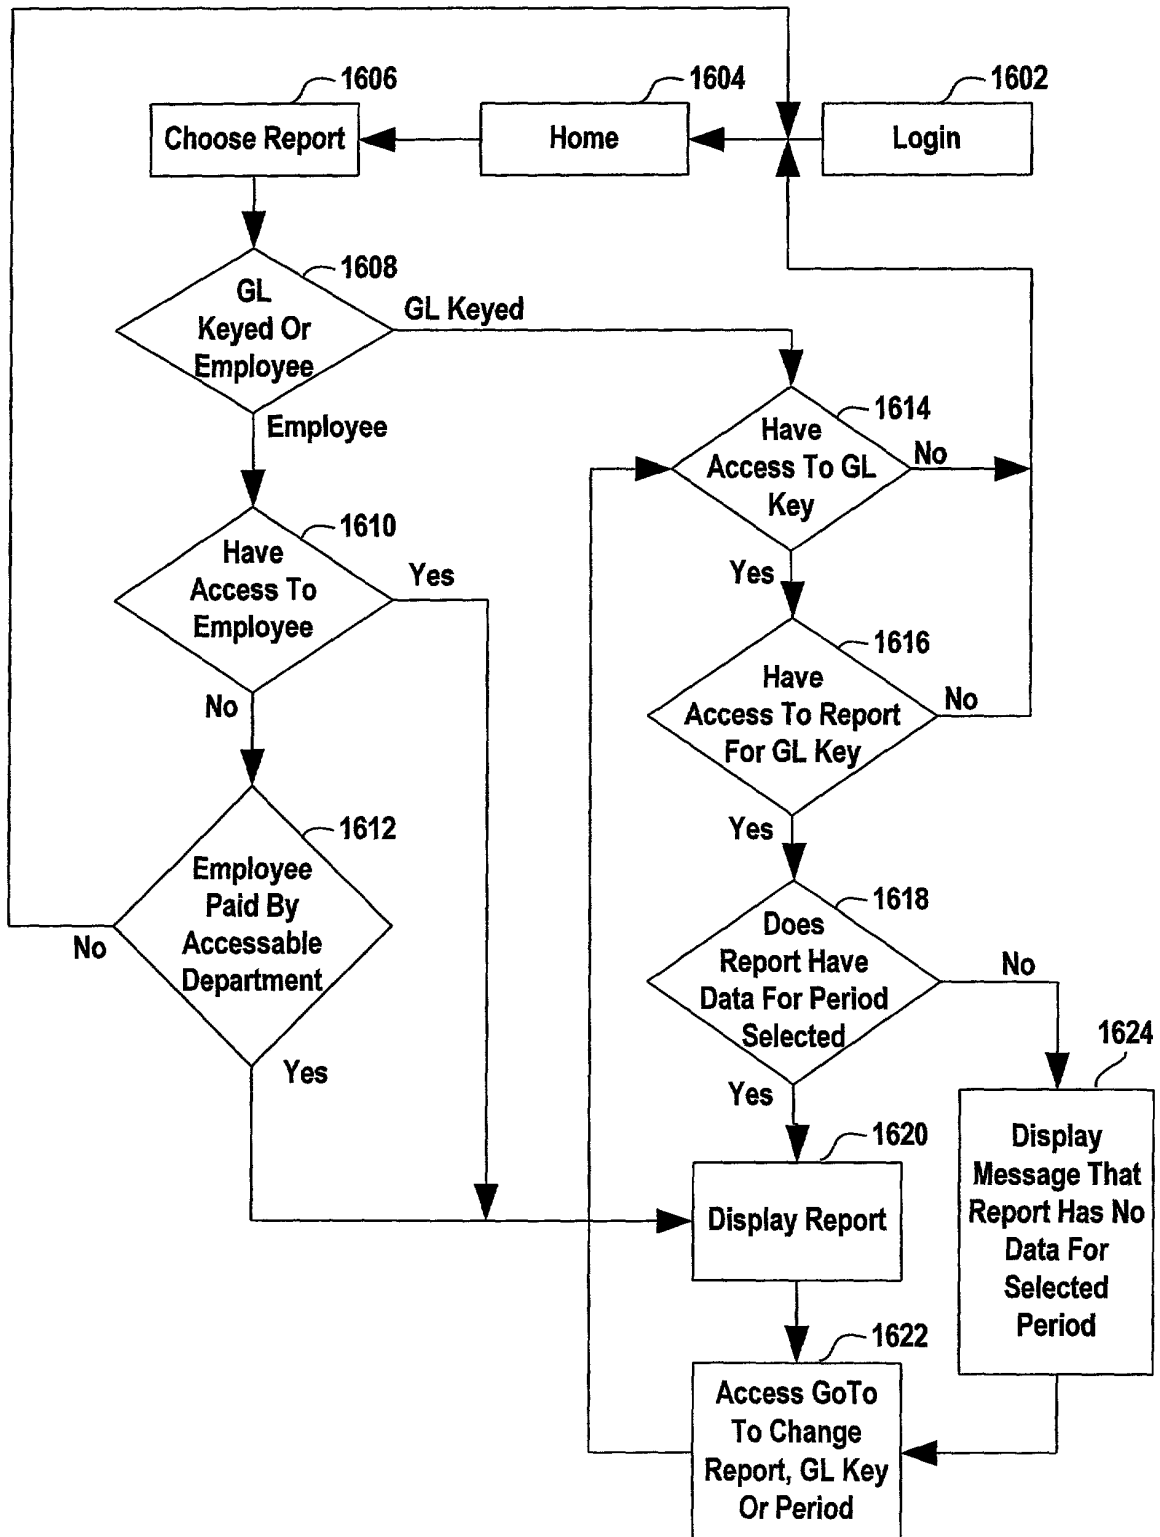 1606
1604
1602
Choose Report
Home
Login
1608
GL
Keyed Or
Employee
GL Keyed
Employee
1614
Have
Access To GL
Key
No
Yes
1610
Have
Access To
Employee
Yes
No
1616
Have
Access To Report
For GL Key
No
Yes
1612
Employee
Paid By
Accessable
Department
No
Yes
1618
Does
Report Have
Data For Period
Selected
No
Yes
1624
Display
Message That
Report Has No
Data For
Selected
Period
1620
Display Report
1622
Access GoTo
To Change
Report, GL Key
Or Period